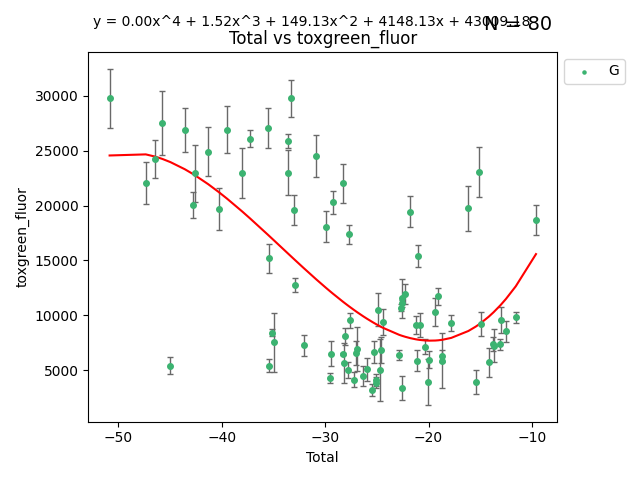 y = 0.00x^4 + 1.52x^3 + 149.13x^2 + 4148.13x + 43009.18
N = 80
Total vs toxgreen_fluor
G
30000
25000
20000
15000
10000
5000
toxgreen_fluor
−50 −40 −30 −20 −10
Total